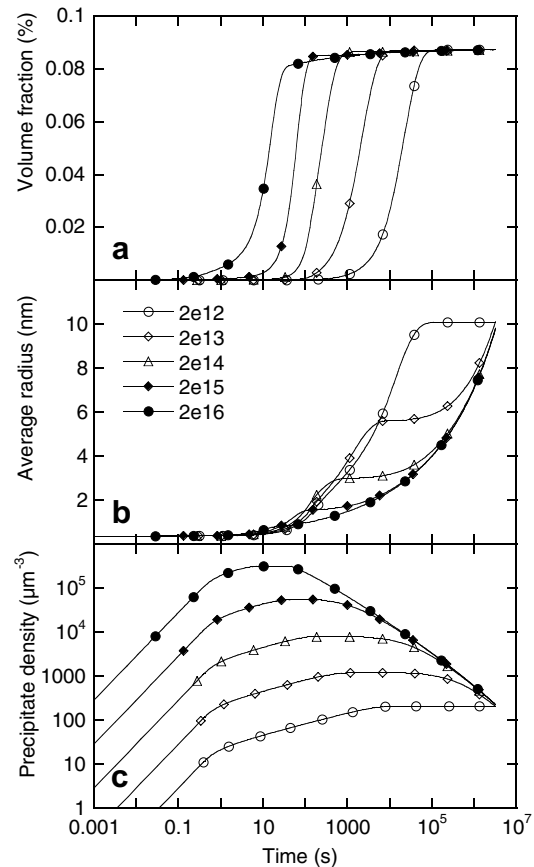 0.1
0.08
0.06
0.04
0.02
Volume fraction (%)
a
10
8
6
4
2
Average radius (nm)
2e12
2e13
2e14
2e15
2e16
b
10⁵
10⁴
1000
100
10
1
Precipitate density (µm⁻³)
c
0.001 0.1 10 1000 10⁵ 10⁷
Time (s)